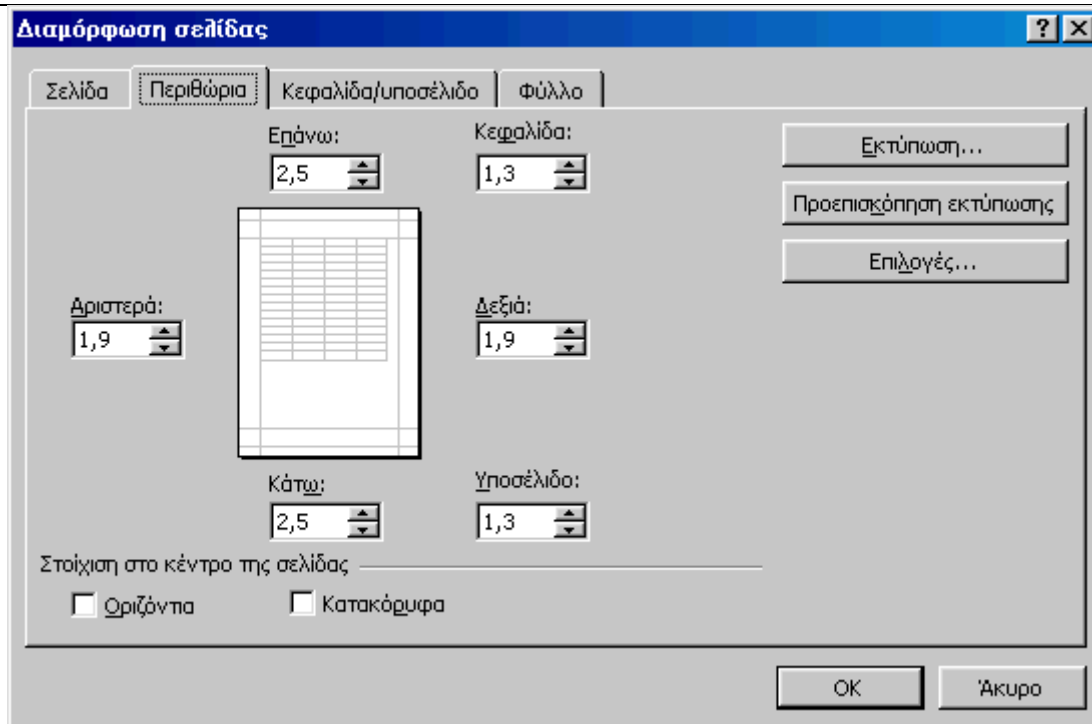 Διαμόρφωση σελίδας
Σελίδα Περιθώρια Κεφαλίδα/υποσέλιδο Φύλλο
Επάνω: Κεφαλίδα:
2,5 1,3
Εκτύπωση...
Προεπισκόπηση εκτύπωσης
Επιλογές...
Αριστερά: Δεξιά:
1,9 1,9
Κάτω: Υποσέλιδο:
2,5 1,3
Στοίχιση στο κέντρο της σελίδας
Οριζόντια Κατακόρυφα
OK Άκυρο